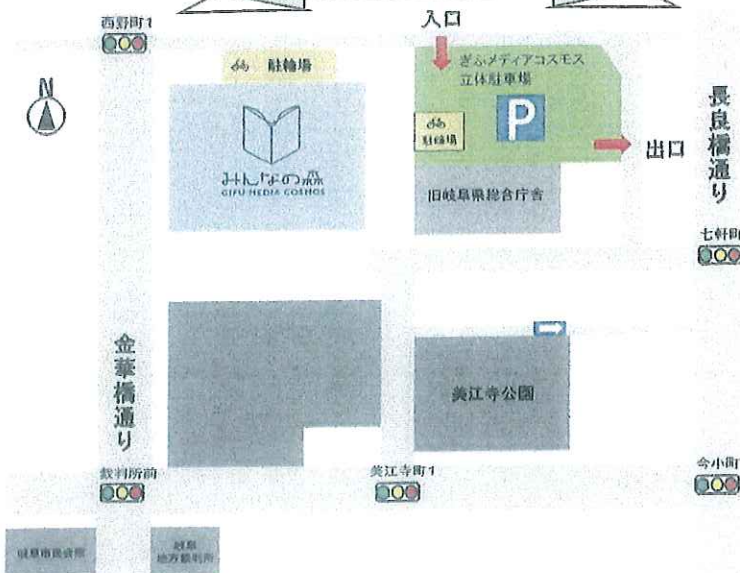 西野町1
入口
駐輪場
ぎふメディアコスモス
立体駐車場
N
P
駐輪場
長良橋通り
みんなの森
GIFU MEDIA COSMOS
出口
旧岐阜県総合庁舎
七軒町
金華橋通り
美江寺公園
裁判所前
美江寺町1
今小町
岐阜市民会館
岐阜
地方裁判所